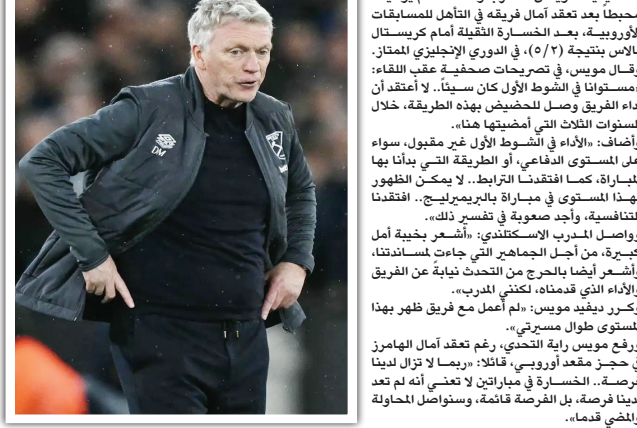 محبطاً بعد تعقد آمال فريقه في التأهل للمسابقات
الأوروبية، بعد الخسارة الثقيلة أمام كريستال
بالاس بنتيجة (٥/٢)، في الدوري الإنجليزي الممتاز.
وقال مويس، في تصريحات صحفية عقب اللقاء:
«مستوانا في الشوط الأول كان سيئاً.. لا أعتقد أن
أداء الفريق وصل للحضيض بهذه الطريقة، خلال
السنوات الثلاث التي أمضيتها هنا».
وأضاف: «الأداء في الشوط الأول غير مقبول، سواء
على المستوى الدفاعي، أو الطريقة التي بدأنا بها
المباراة، كما افتقدنا الترابط.. لا يمكن الظهور
بهذا المستوى في مباراة بالبريميرليج.. افتقدنا
للتنافسية، وأجد صعوبة في تفسير ذلك».
وواصل المدرب الاسكتلندي: «أشعر بخيبة أمل
كبيرة، من أجل الجماهير التي جاءت لمساندتنا،
وأشعر أيضا بالحرج من التحدث نيابة عن الفريق
والأداء الذي قدمناه، لكنني المدرب».
وكرر ديفيد مويس: «لم أعمل مع فريق ظهر بهذا
المستوى طوال مسيرتي».
ورفع مويس راية التحدي، رغم تعقد آمال الهامرز
في حجز مقعد أوروبي، قائلا: «ربما لا تزال لدينا
فرصة.. الخسارة في مباراتين لا تعني أنه لم تعد
لدينا فرصة، بل الفرصة قائمة، وسنواصل المحاولة
والمضي قدما».
umbro
DM